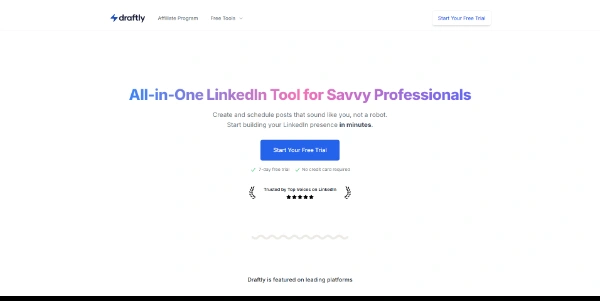 draftly
Affiliate Program
Free Tools
Start Your Free Trial
All-in-One LinkedIn Tool for Savvy Professionals
Create and schedule posts that sound like you, not a robot.
Start building your LinkedIn presence in minutes.
Start Your Free Trial
7-day free trial
No credit card required
Trusted by Top Voices on LinkedIn
Draftly is featured on leading platforms